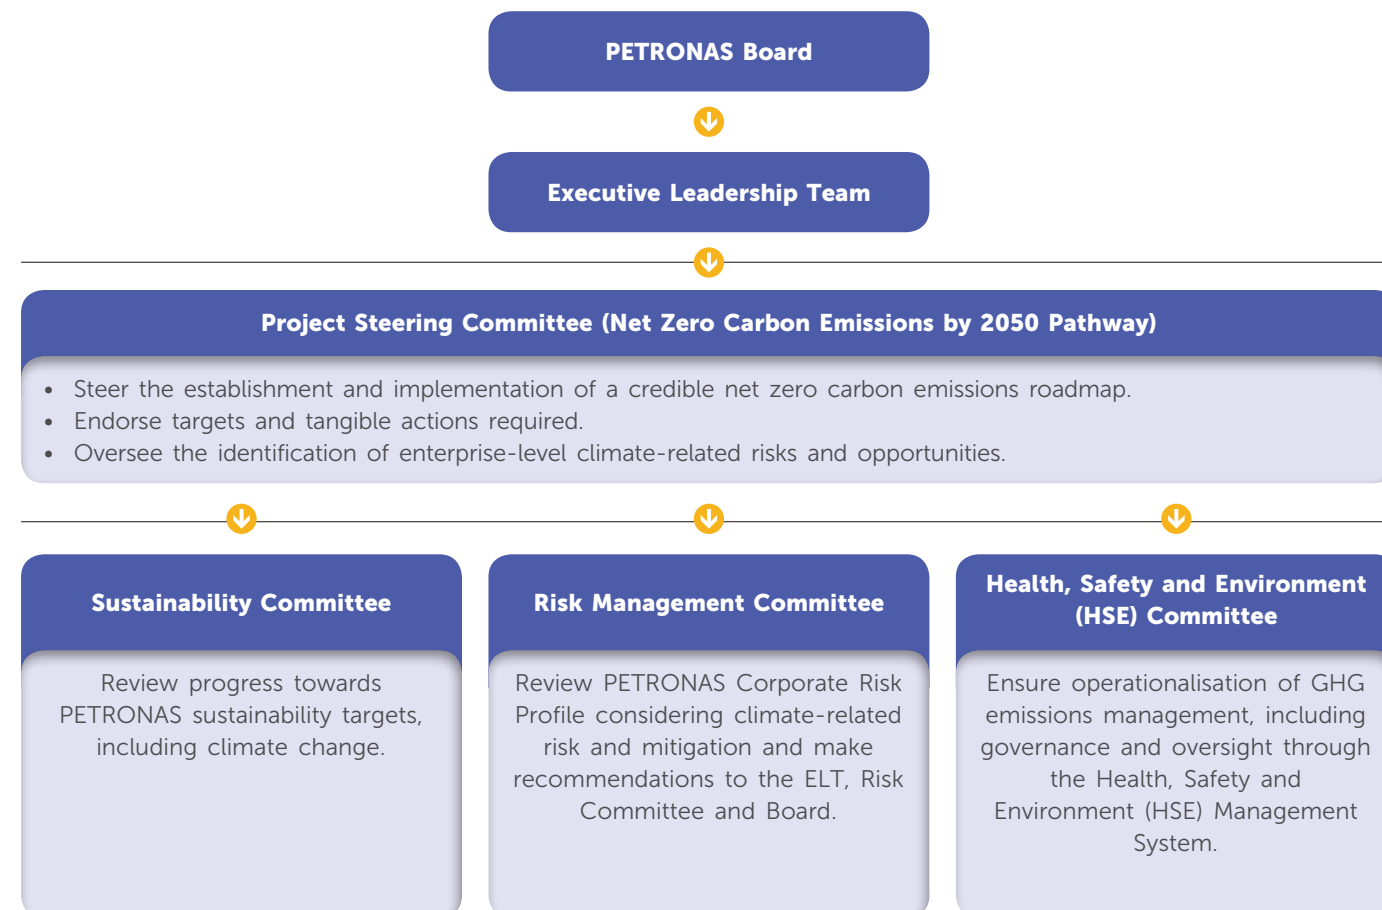 PETRONAS Board
Executive Leadership Team
Project Steering Committee (Net Zero Carbon Emissions by 2050 Pathway)
• Steer the establishment and implementation of a credible net zero carbon emissions roadmap.
• Endorse targets and tangible actions required.
• Oversee the identification of enterprise-level climate-related risks and opportunities.
Sustainability Committee
Review progress towards
PETRONAS sustainability targets,
including climate change.
Risk Management Committee
Review PETRONAS Corporate Risk
Profile considering climate-related
risk and mitigation and make
recommendations to the ELT, Risk
Committee and Board.
Health, Safety and Environment
(HSE) Committee
Ensure operationalisation of GHG
emissions management, including
governance and oversight through
the Health, Safety and
Environment (HSE) Management
System.